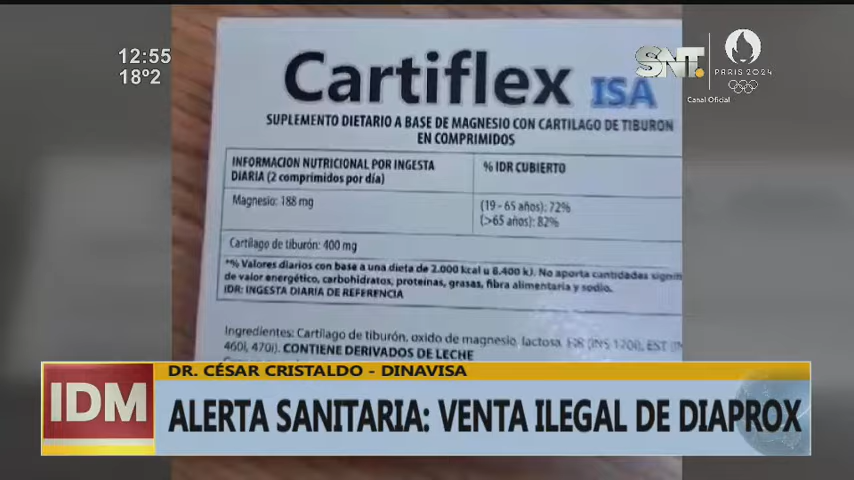 12:55
18º2
SNT.
PARIS 2024
Canal Oficial
Cartiflex ISA
SUPLEMENTO DIETARIO A BASE DE MAGNESIO CON CARTILAGO DE TIBURON
EN COMPRIMIDOS
INFORMACION NUTRICIONAL POR INGESTA
DIARIA (2 comprimidos por día)
% IDR CUBIERTO
Magnesio: 188 mg
(19 - 65 años): 72%
(>65 años): 82%
Cartilago de tiburón: 400 mg
*% Valores diarios con base a una dieta de 2.000 kcal u 8.400 kJ. No aporta cantidades signifi
de valor energético, carbohidratos, proteínas, grasas, fibra alimentaria y sodio.
IDR: INGESTA DIARIA DE REFERENCIA
Ingredientes: Cartilago de tiburón, oxido de magnesio, lactosa, (INS 1200), EST
460i, 470i). CONTIENE DERIVADOS DE LECHE
DR. CÉSAR CRISTALDO - DINAVISA
IDM
ALERTA SANITARIA: VENTA ILEGAL DE DIAPROX